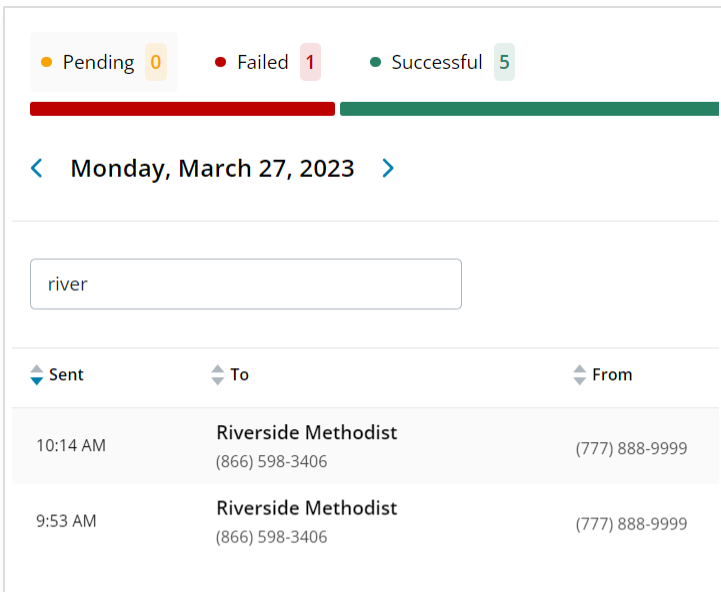 Pending 0 Failed 1 Successful 5
Monday, March 27, 2023
river
Sent To From
10:14 AM Riverside Methodist (866) 598-3406 (777) 888-9999
9:53 AM Riverside Methodist (866) 598-3406 (777) 888-9999